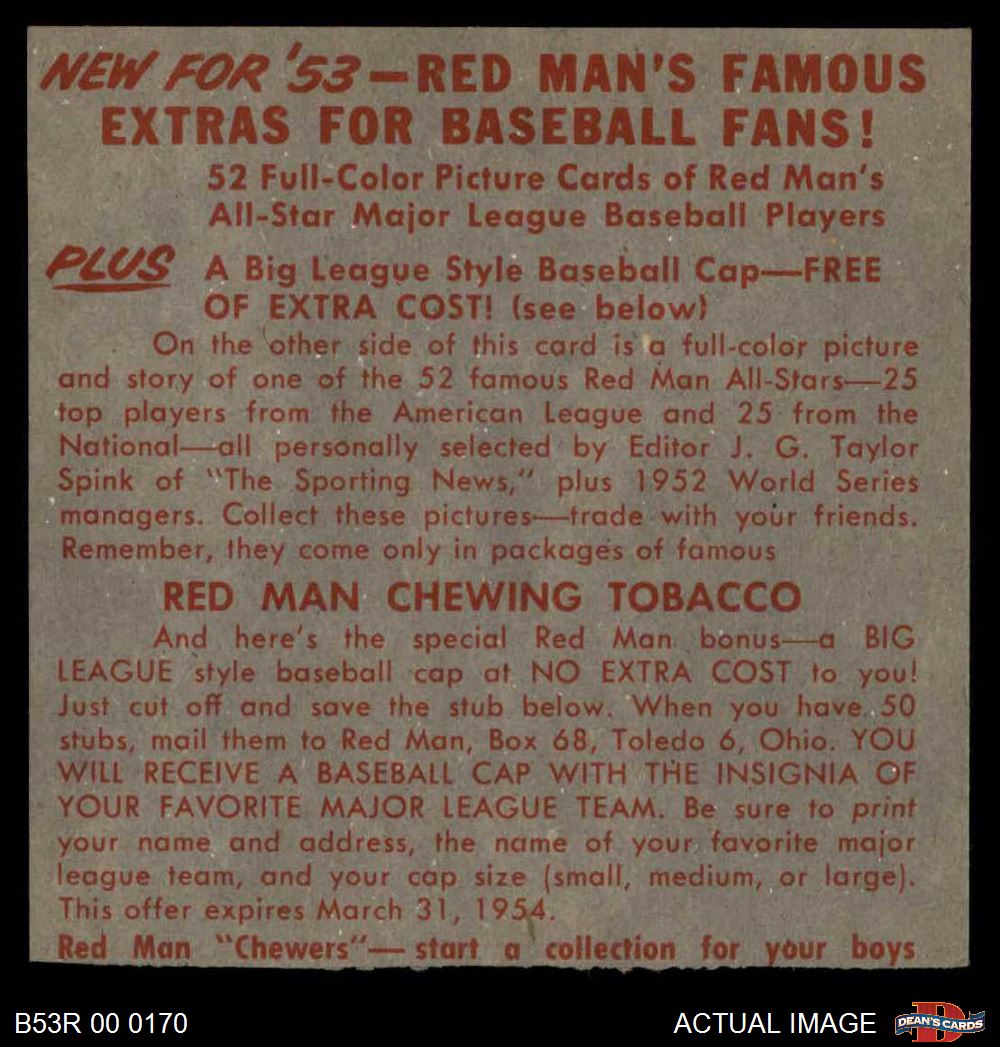 NEW FOR '53—RED MAN'S FAMOUS
EXTRAS FOR BASEBALL FANS!
52 Full-Color Picture Cards of Red Man's
All-Star Major League Baseball Players
PLUS A Big League Style Baseball Cap—FREE
OF EXTRA COST! (see below)
On the other side of this card is a full-color picture
and story of one of the 52 famous Red Man All-Stars—25
top players from the American League and 25 from the
National—all personally selected by Editor J. G. Taylor
Spink of "The Sporting News," plus 1952 World Series
managers. Collect these pictures—trade with your friends.
Remember, they come only in packages of famous
RED MAN CHEWING TOBACCO
And here's the special Red Man bonus—a BIG
LEAGUE style baseball cap at NO EXTRA COST to you!
Just cut off and save the stub below. When you have 50
stubs, mail them to Red Man, Box 68, Toledo 6, Ohio. YOU
WILL RECEIVE A BASEBALL CAP WITH THE INSIGNIA OF
YOUR FAVORITE MAJOR LEAGUE TEAM. Be sure to print
your name and address, the name of your favorite major
league team, and your cap size (small, medium, or large).
This offer expires March 31, 1954.
Red Man "Chewers"—start a collection for your boys
B53R 00 0170
ACTUAL IMAGE
DEAN'S CARDS